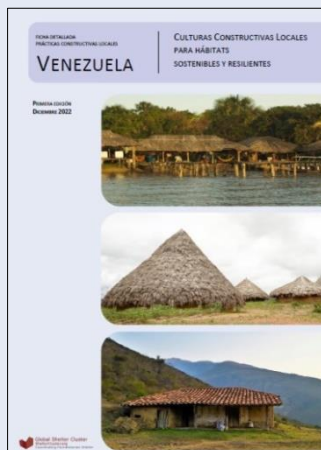 FICHA DETALLADA
PRÁCTICAS CONSTRUCTIVAS LOCALES
VENEZUELA
CULTURAS CONSTRUCTIVAS LOCALES
PARA HÁBITATS
SOSTENIBLES Y RESILIENTES
PRIMERA EDICIÓN
DICIEMBRE 2022
Global Shelter Cluster